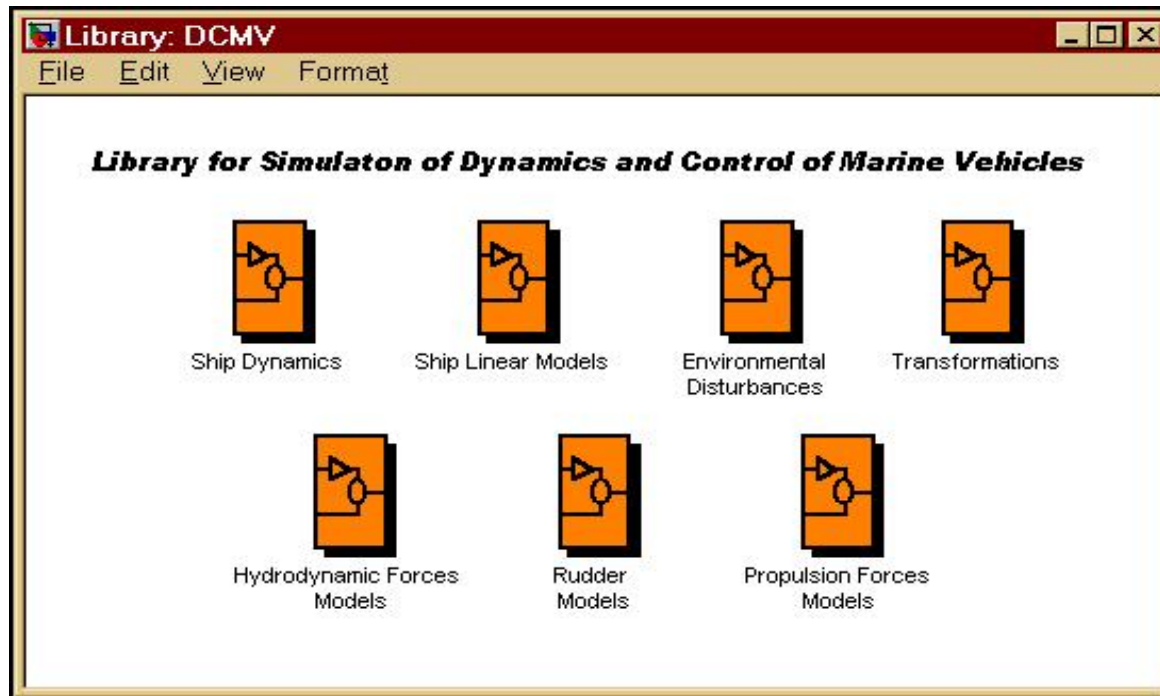 Library: DCMV
File Edit View Format
Library for Simulaton of Dynamics and Control of Marine Vehicles
Ship Dynamics Ship Linear Models Environmental Disturbances Transformations
Hydrodynamic Forces Models Rudder Models Propulsion Forces Models